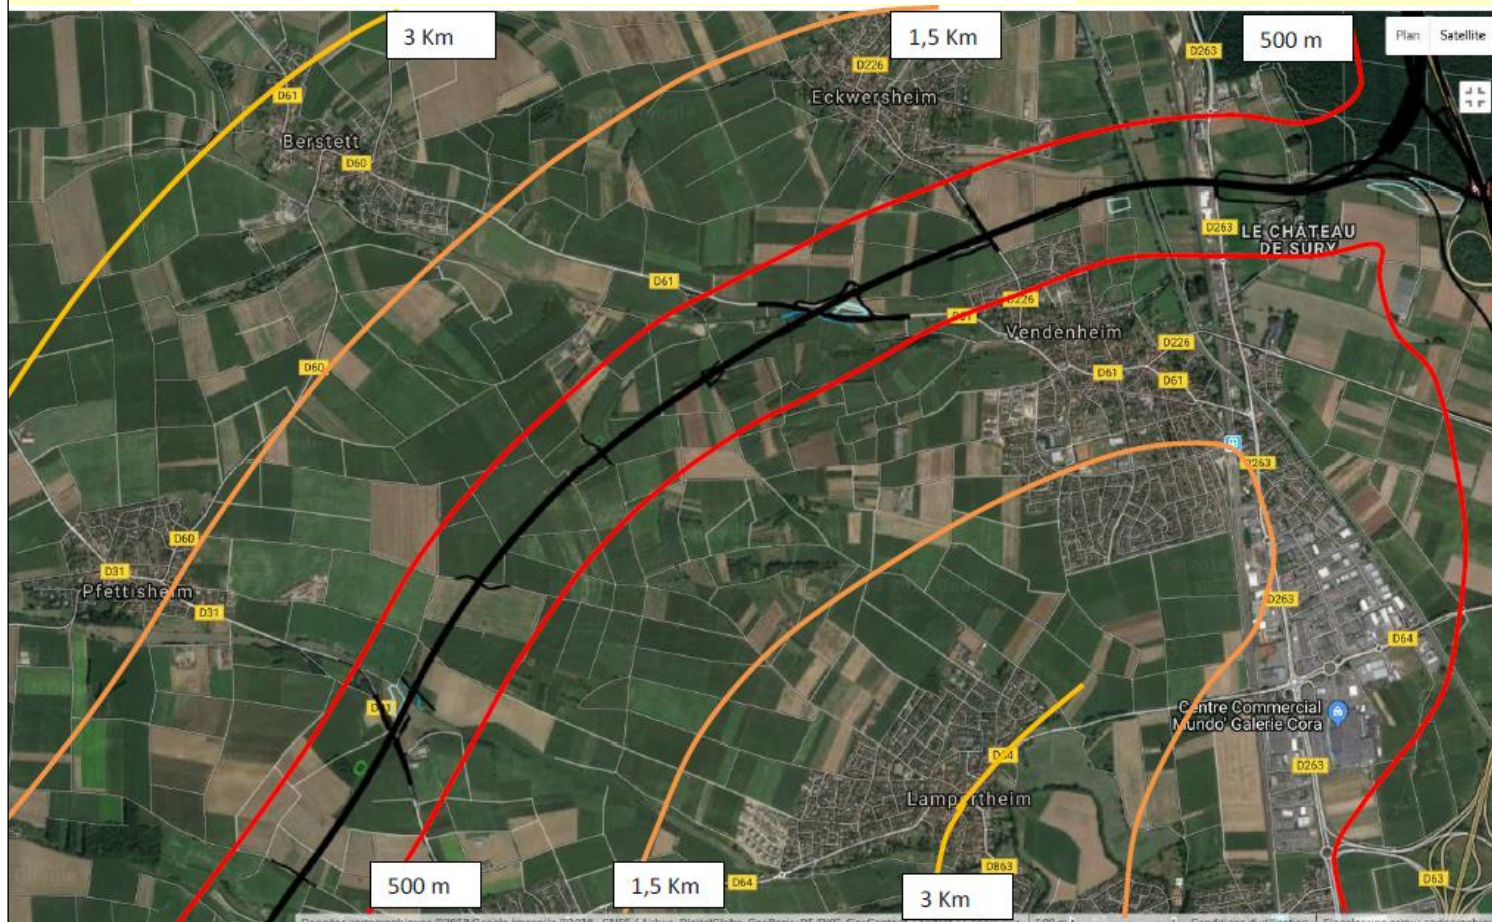 3 Km
1,5 Km
500 m
Plan Satellite
D263
D226
Eckwersheim
D61
Berstett
D60
D263
LE CHÂTEAU
DE SURY
D61
D226
D61
Vendenheim
D226
D60
D61
D61
D263
D60
D31
Pfettisheim
D263
D31
D64
Centre Commercial
Mundo' Galerie Cora
D64
D263
Lampertheim
500 m
1,5 Km
D64
D863
3 Km
D63